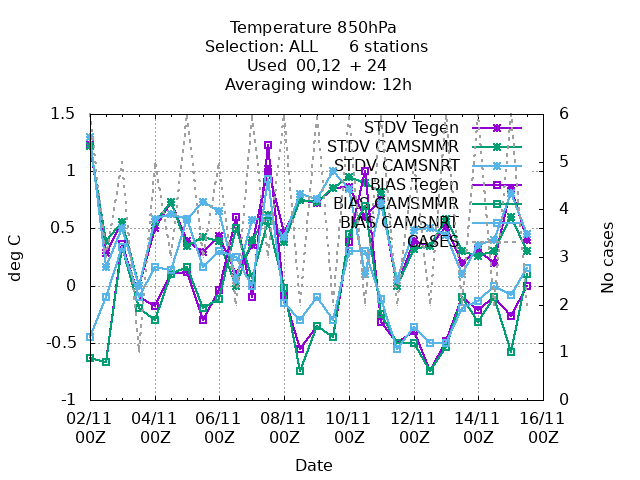 Temperature 850hPa
Selection: ALL 6 stations
Used 00,12 + 24
Averaging window: 12h
1.5
1
0.5
0
-0.5
-1
deg C
6
5
4
3
2
1
0
No cases
STDV Tegen
STDV CAMSMMR
STDV CAMSNRT
BIAS Tegen
BIAS CAMSMMR
BIAS CAMSNRT
CASES
02/11 04/11 06/11 08/11 10/11 12/11 14/11 16/11
00Z 00Z 00Z 00Z 00Z 00Z 00Z 00Z
Date